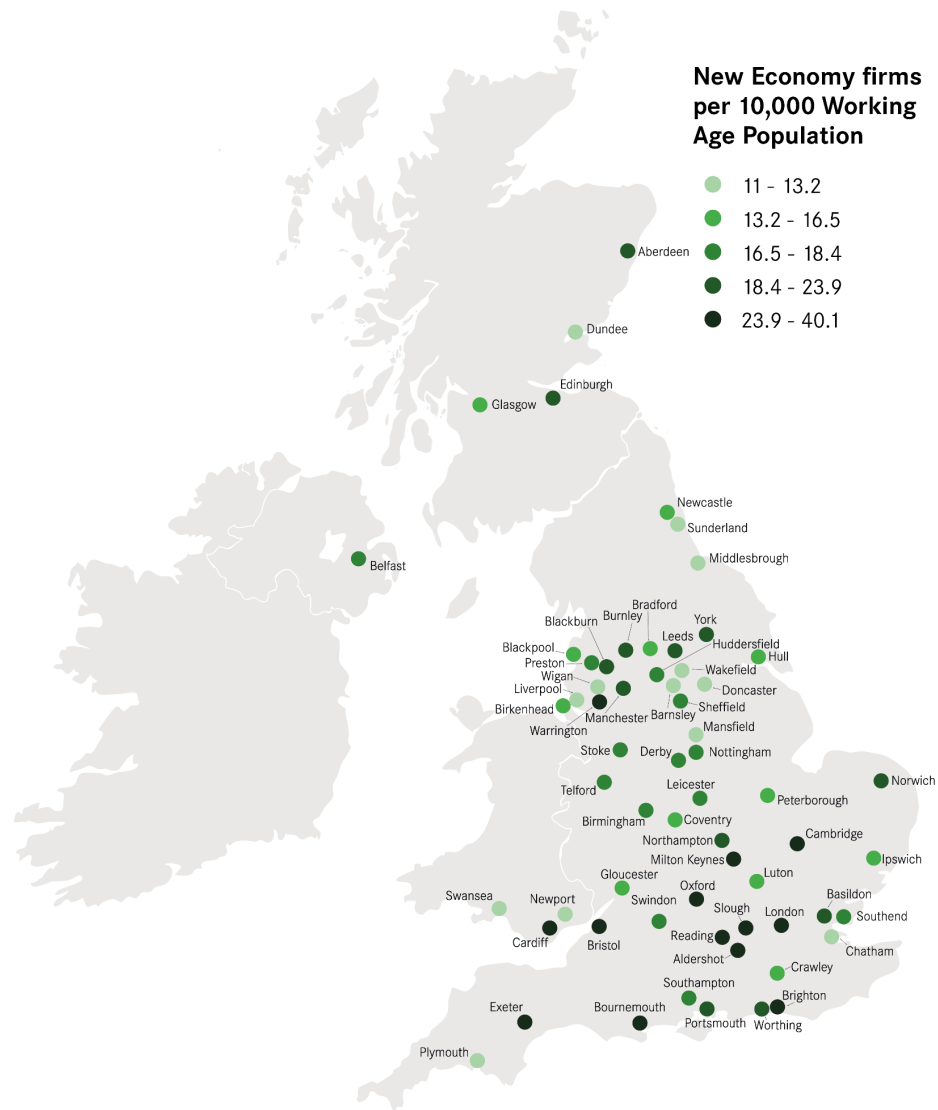 New Economy firms
per 10,000 Working
Age Population
11 - 13.2
13.2 - 16.5
16.5 - 18.4
18.4 - 23.9
23.9 - 40.1
Aberdeen
Dundee
Edinburgh
Glasgow
Newcastle
Sunderland
Middlesbrough
Belfast
Bradford
Burnley
Blackburn
York
Leeds
Huddersfield
Blackpool
Hull
Preston
Wakefield
Wigan
Liverpool
Doncaster
Birkenhead
Sheffield
Barnsley
Manchester
Warrington
Mansfield
Stoke
Derby
Nottingham
Norwich
Telford
Leicester
Peterborough
Birmingham
Coventry
Cambridge
Northampton
Milton Keynes
Ipswich
Gloucester
Luton
Oxford
Swansea
Newport
Swindon
Basildon
Slough
London
Southend
Reading
Cardiff
Bristol
Chatham
Aldershot
Crawley
Southampton
Brighton
Exeter
Bournemouth
Portsmouth
Worthing
Plymouth